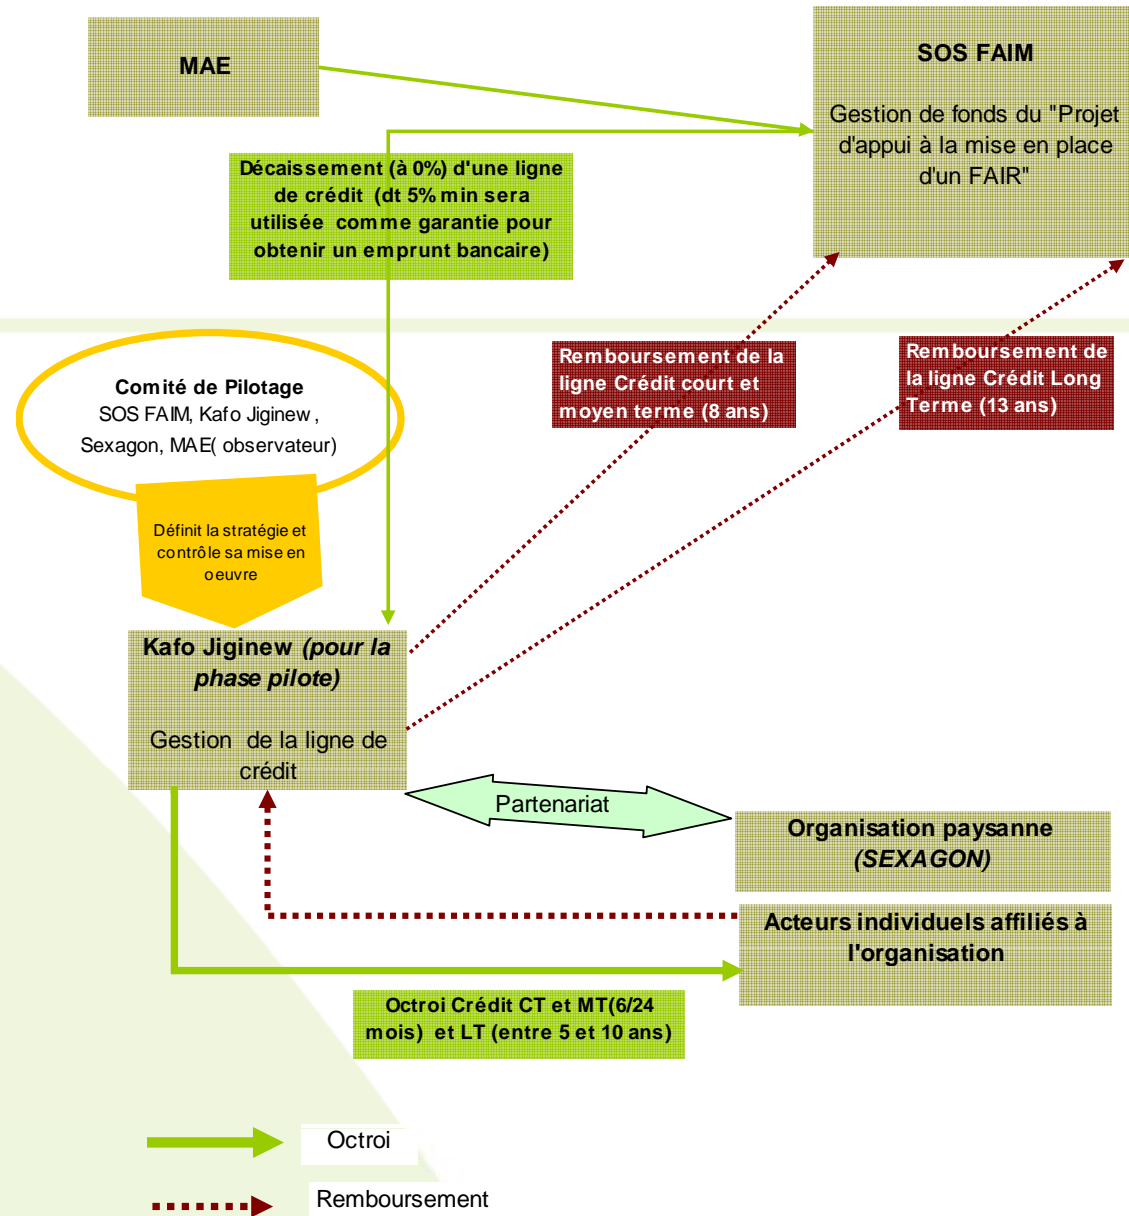 MAE
SOS FAIM
Gestion de fonds du "Projet
d'appui à la mise en place
d'un FAIR"
Décaissement (à 0%) d'une ligne
de crédit (dt 5% min sera
utilisée comme garantie pour
obtenir un emprunt bancaire)
Remboursement de la
ligne Crédit court et
moyen terme (8 ans)
Remboursement de
la ligne Crédit Long
Terme (13 ans)
Comité de Pilotage
SOS FAIM, Kafo Jiginew,
Sexagon, MAE( observateur)
Définit la stratégie et
contrôle sa mise en
oeuvre
Kafo Jiginew (pour la
phase pilote)
Gestion de la ligne de
crédit
Partenariat
Organisation paysanne
(SEXAGON)
Acteurs individuels affiliés à
l'organisation
Octroi Crédit CT et MT(6/24
mois) et LT (entre 5 et 10 ans)
Octroi
Remboursement